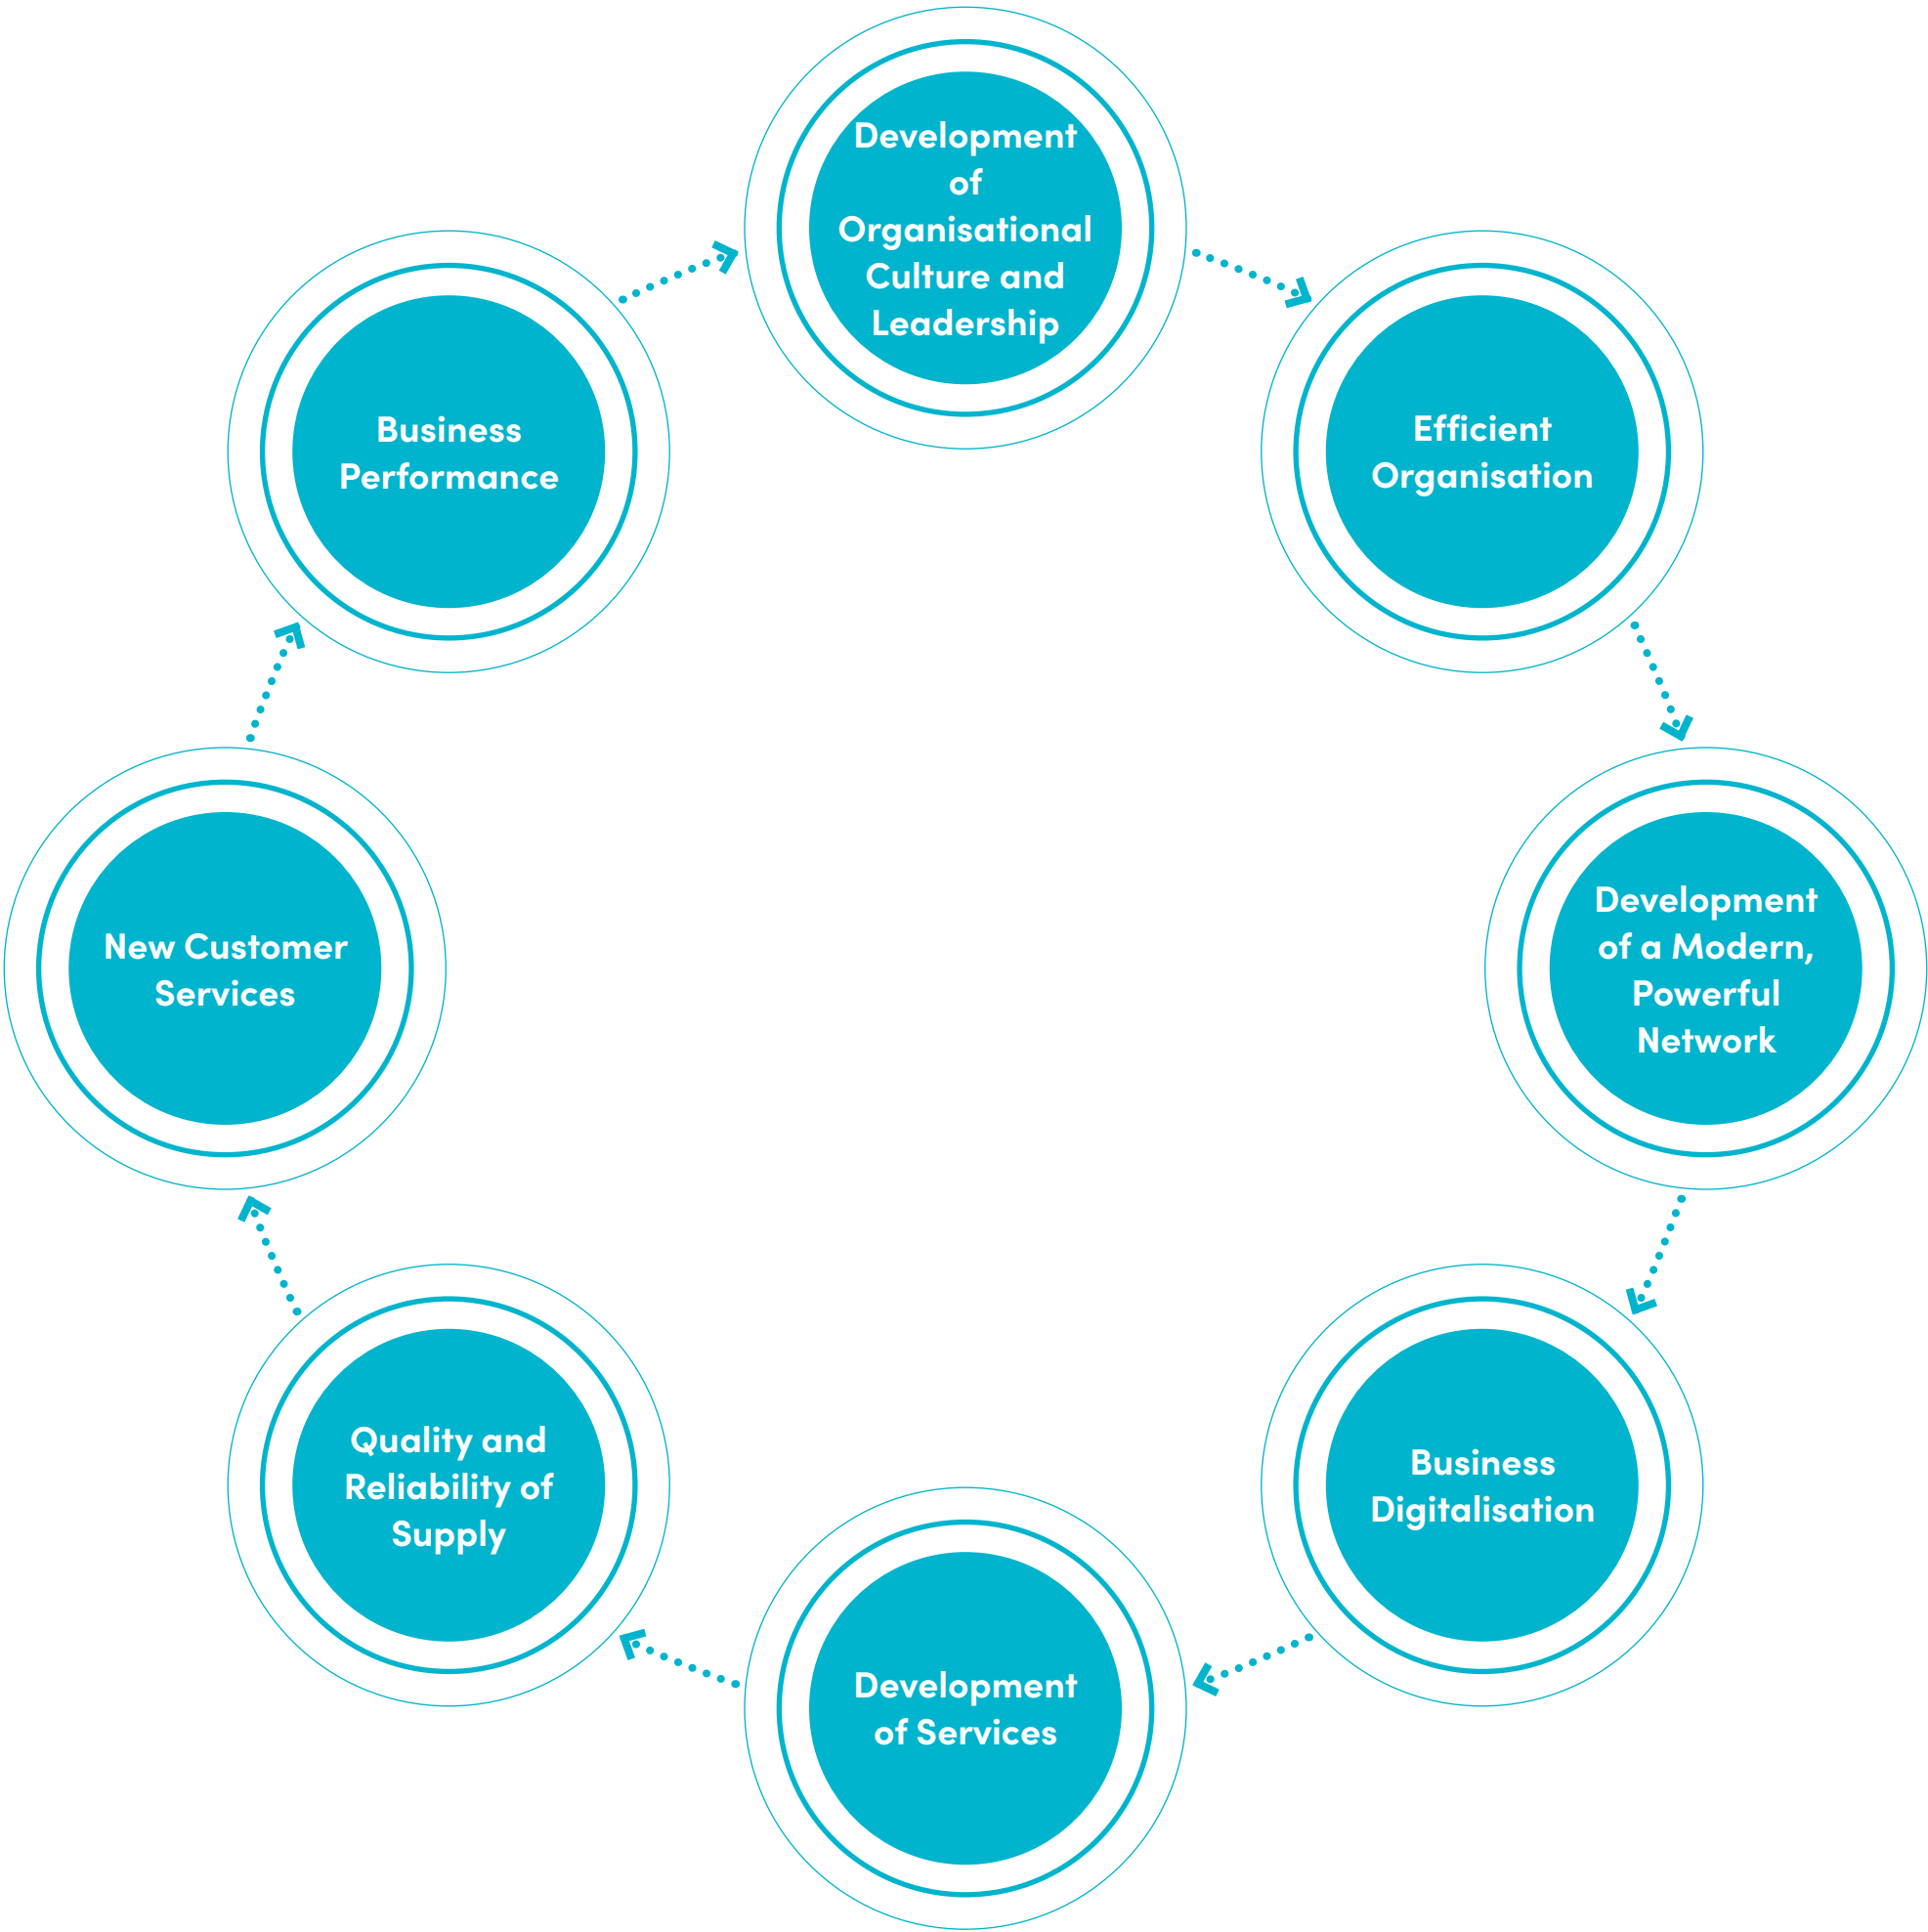 Development
of
Organisational
Culture and
Leadership
Efficient
Organisation
Development
of a Modern,
Powerful
Network
Business
Digitalisation
Development
of Services
Quality and
Reliability of
Supply
New Customer
Services
Business
Performance